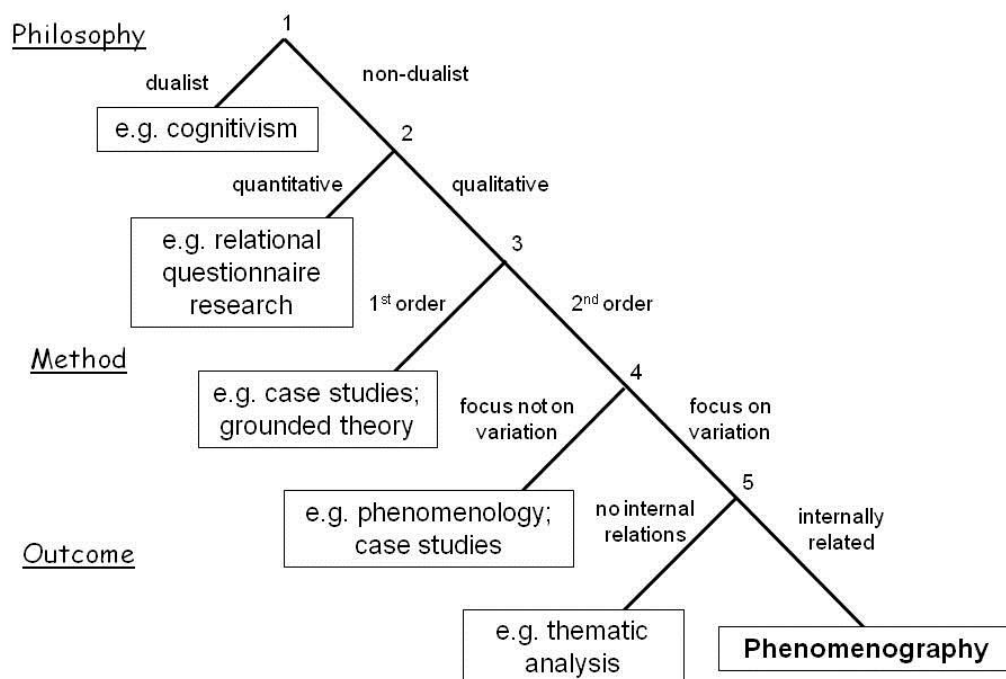 Philosophy
1
dualist
non-dualist
e.g. cognitivism
2
quantitative
qualitative
e.g. relational
questionnaire
research
3
1st order
2nd order
Method
e.g. case studies;
grounded theory
4
focus not on
variation
focus on
variation
5
e.g. phenomenology;
case studies
no internal
relations
internally
related
Outcome
e.g. thematic
analysis
Phenomenography